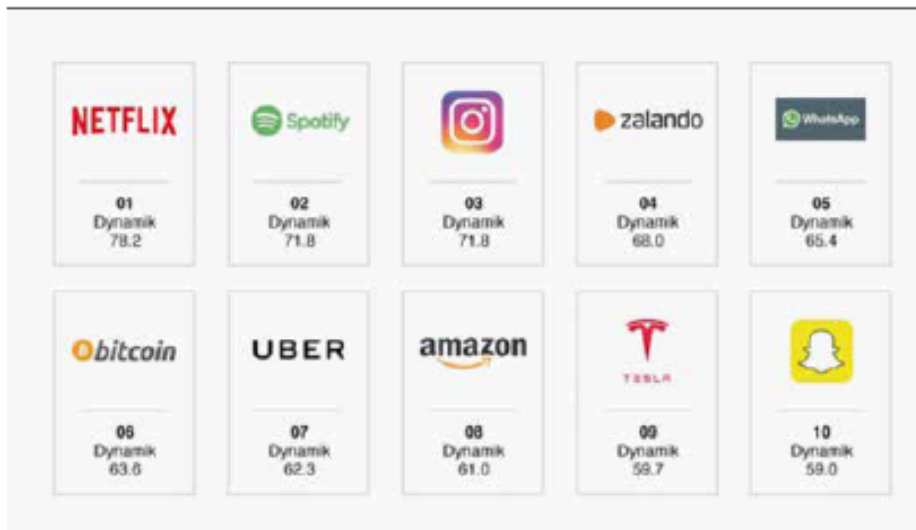 NETFLIX
01
Dynamik
78.2
Spotify
02
Dynamik
71.8
03
Dynamik
71.8
zalando
04
Dynamik
68.0
WhatsApp
05
Dynamik
65.4
bitcoin
06
Dynamik
63.6
UBER
07
Dynamik
62.3
amazon
08
Dynamik
61.0
TESLA
09
Dynamik
59.7
10
Dynamik
59.0